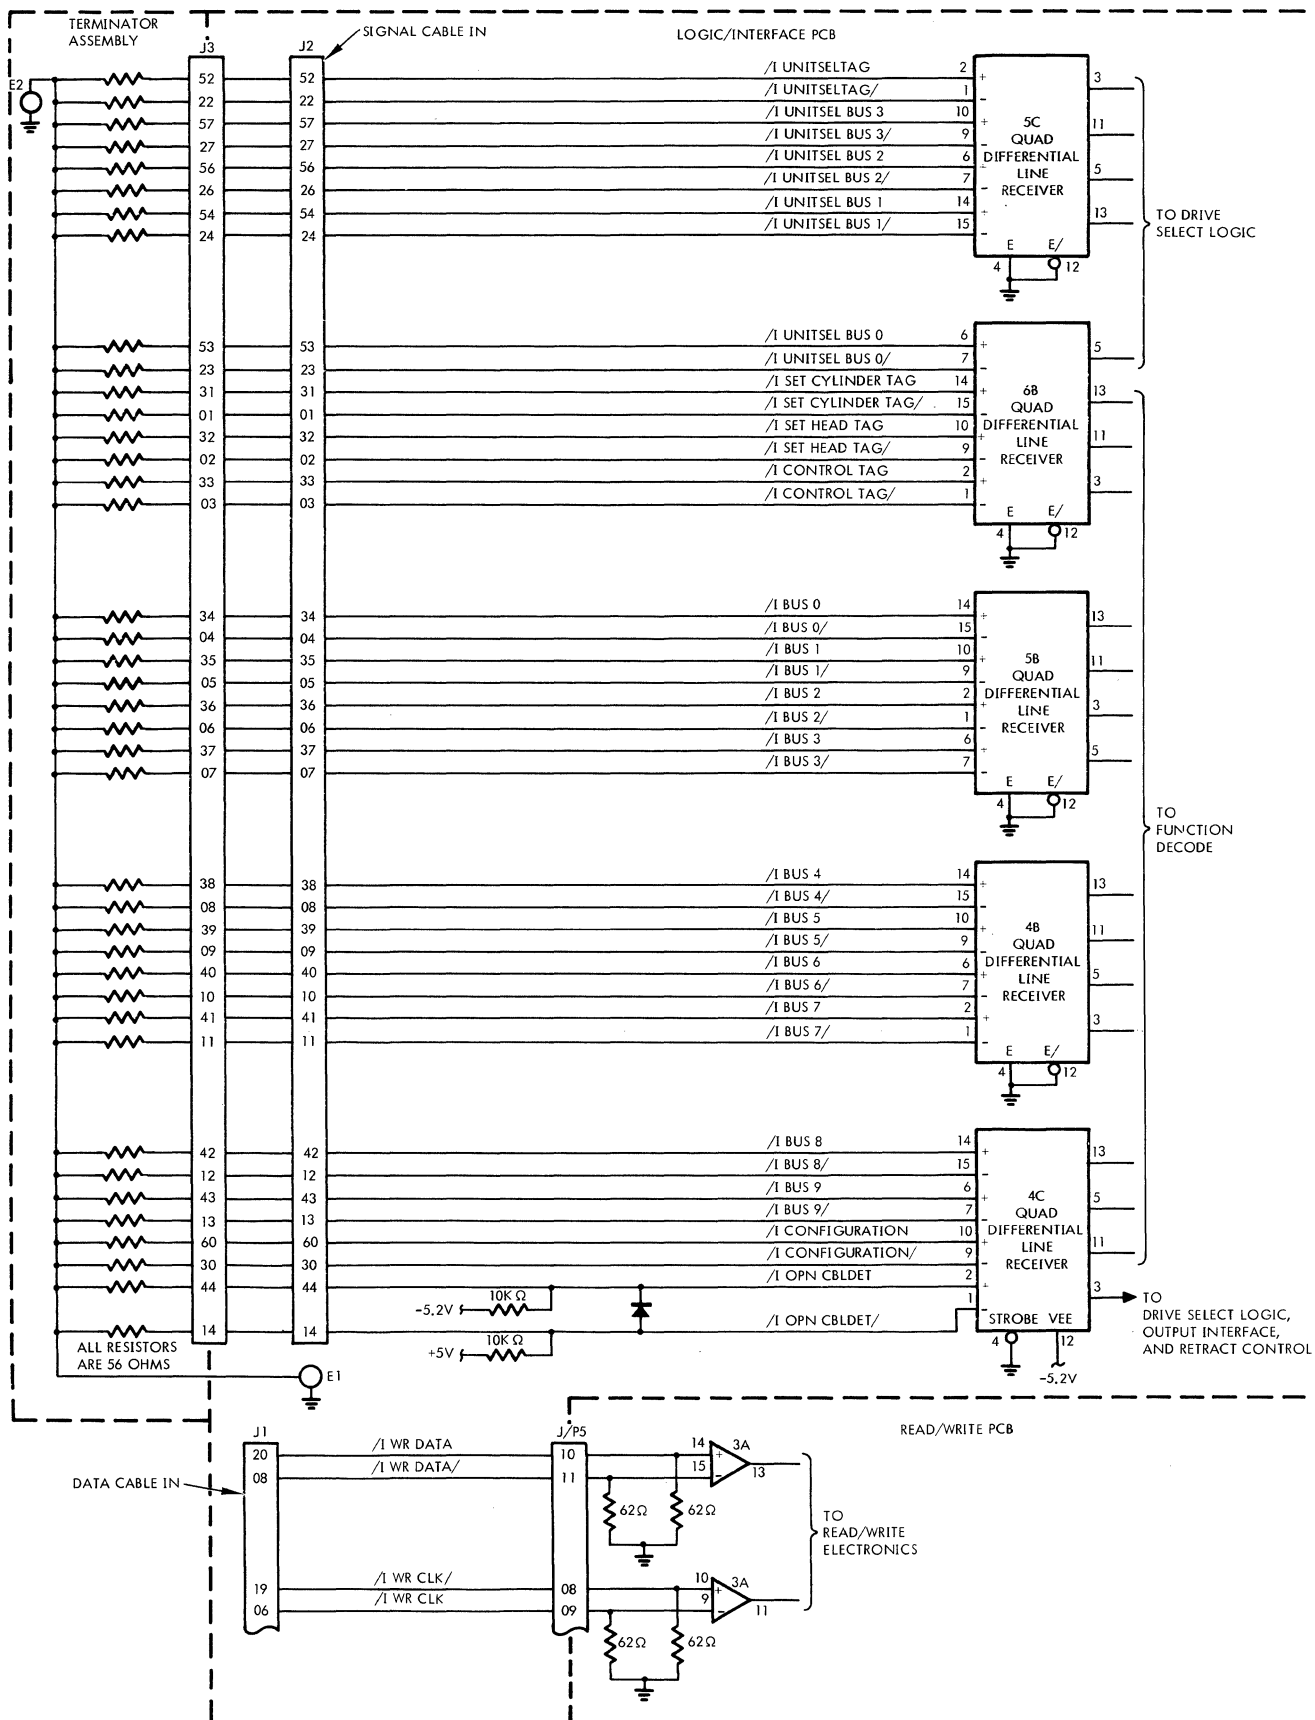 TERMINATOR
ASSEMBLY
J3
J2
SIGNAL CABLE IN
LOGIC/INTERFACE PCB
E2
52 52 /I UNITSELTAG 2 +
22 22 /I UNITSELTAG/ 1 -
57 57 /I UNITSEL BUS 3 10 +
27 27 /I UNITSEL BUS 3/ 9 -
56 56 /I UNITSEL BUS 2 6 +
26 26 /I UNITSEL BUS 2/ 7 -
54 54 /I UNITSEL BUS 1 14 +
24 24 /I UNITSEL BUS 1/ 15 -
5C
QUAD
DIFFERENTIAL
LINE
RECEIVER
E E/
4 12
3
11
5
13
TO DRIVE
SELECT LOGIC
53 53 /I UNITSEL BUS 0 6 +
23 23 /I UNITSEL BUS 0/ 7 -
31 31 /I SET CYLINDER TAG 14 +
01 01 /I SET CYLINDER TAG/ 15 -
32 32 /I SET HEAD TAG 10 +
02 02 /I SET HEAD TAG/ 9 -
33 33 /I CONTROL TAG 2 +
03 03 /I CONTROL TAG/ 1 -
6B
QUAD
DIFFERENTIAL
LINE
RECEIVER
E E/
4 12
5
13
11
3
34 34 /I BUS 0 14 +
04 04 /I BUS 0/ 15 -
35 35 /I BUS 1 10 +
05 05 /I BUS 1/ 9 -
36 36 /I BUS 2 2 +
06 06 /I BUS 2/ 1 -
37 37 /I BUS 3 6 +
07 07 /I BUS 3/ 7 -
5B
QUAD
DIFFERENTIAL
LINE
RECEIVER
E E/
4 12
13
11
3
5
TO
FUNCTION
DECODE
38 38 /I BUS 4 14 +
08 08 /I BUS 4/ 15 -
39 39 /I BUS 5 10 +
09 09 /I BUS 5/ 9 -
40 40 /I BUS 6 6 +
10 10 /I BUS 6/ 7 -
41 41 /I BUS 7 2 +
11 11 /I BUS 7/ 1 -
4B
QUAD
DIFFERENTIAL
LINE
RECEIVER
E E/
4 12
13
11
5
3
42 42 /I BUS 8 14 +
12 12 /I BUS 8/ 15 -
43 43 /I BUS 9 6 +
13 13 /I BUS 9/ 7 -
60 60 /I CONFIGURATION 10 +
30 30 /I CONFIGURATION/ 9 -
44 44 /I OPN CBLDET 2 +
-5.2V 10K Ω
14 14 /I OPN CBLDET/ 1 -
+5V 10K Ω
4C
QUAD
DIFFERENTIAL
LINE
RECEIVER
STROBE VEE
4 12
-5.2V
13
5
11
3
TO
DRIVE SELECT LOGIC,
OUTPUT INTERFACE,
AND RETRACT CONTROL
ALL RESISTORS
ARE 56 OHMS
E1
J1
J/P5
READ/WRITE PCB
DATA CABLE IN
20 /I WR DATA 10 14 + 3A
08 /I WR DATA/ 11 15 - 13
62Ω 62Ω
TO
READ/WRITE
ELECTRONICS
19 /I WR CLK/ 08 10 + 3A
06 /I WR CLK 09 9 - 11
62Ω 62Ω